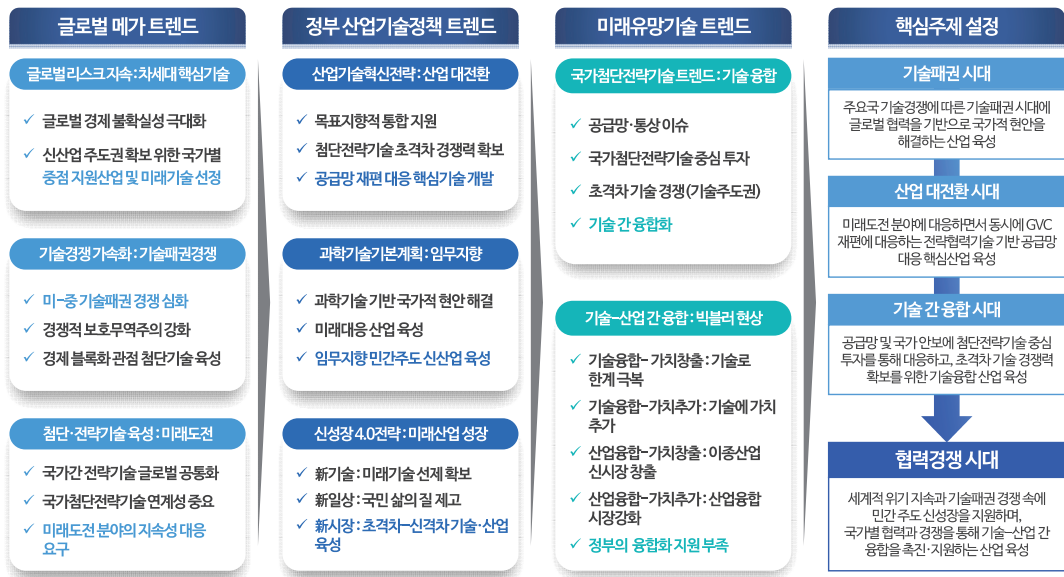 글로벌 메가 트렌드
글로벌 리스크 지속 : 차세대 핵심기술
✓ 글로벌 경제 불확실성 극대화
✓ 신산업 주도권 확보 위한 국가별
중점 지원산업 및 미래기술 선정
기술경쟁 가속화 : 기술패권경쟁
✓ 미-중 기술패권 경쟁 심화
✓ 경쟁적 보호무역주의 강화
✓ 경제 블록화 관점 첨단기술 육성
첨단·전략기술 육성 : 미래도전
✓ 국가간 전략기술 글로벌 공통화
✓ 국가첨단전략기술 연계성 중요
✓ 미래도전 분야의 지속성 대응
요구
정부 산업기술정책 트렌드
산업기술혁신전략 : 산업 대전환
✓ 목표지향적 통합 지원
✓ 첨단전략기술 초격차 경쟁력 확보
✓ 공급망 재편 대응 핵심기술 개발
과학기술기본계획 : 임무지향
✓ 과학기술 기반 국가적 현안 해결
✓ 미래대응 산업 육성
✓ 임무지향 민간주도 신산업 육성
신성장 4.0전략 : 미래산업 성장
✓ 新기술 : 미래기술 선제 확보
✓ 新일상 : 국민 삶의 질 제고
✓ 新시장 : 초격차-신격차 기술·산업
육성
미래유망기술 트렌드
국가첨단전략기술 트렌드 : 기술 융합
✓ 공급망·통상 이슈
✓ 국가첨단전략기술 중심 투자
✓ 초격차 기술 경쟁 (기술주도권)
✓ 기술 간 융합화
기술-산업 간 융합 : 빅블러 현상
✓ 기술융합- 가치창출 : 기술로
한계 극복
✓ 기술융합-가치추가 : 기술에 가치
추가
✓ 산업융합-가치창출 : 이종산업
신시장 창출
✓ 산업융합-가치추가 : 산업융합
시장강화
✓ 정부의 융합화 지원 부족
핵심주제 설정
기술패권 시대
주요국 기술경쟁에 따른 기술패권 시대에
글로벌 협력을 기반으로 국가적 현안을
해결하는 산업 육성
산업 대전환 시대
미래도전 분야에 대응하면서 동시에 GVC
재편에 대응하는 전략협력기술 기반 공급망
대응 핵심산업 육성
기술 간 융합 시대
공급망 및 국가 안보에 첨단전략기술 중심
투자를 통해 대응하고, 초격차 기술 경쟁력
확보를 위한 기술융합 산업 육성
협력경쟁 시대
세계적 위기 지속과 기술패권 경쟁 속에
민간 주도 신성장을 지원하며,
국가별 협력과 경쟁을 통해 기술-산업 간
융합을 촉진·지원하는 산업 육성